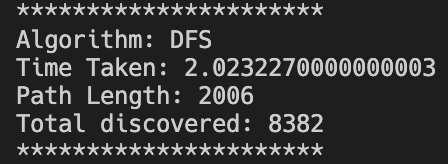 **********************
Algorithm: DFS
Time Taken: 2.0232270000000003
Path Length: 2006
Total discovered: 8382
**********************